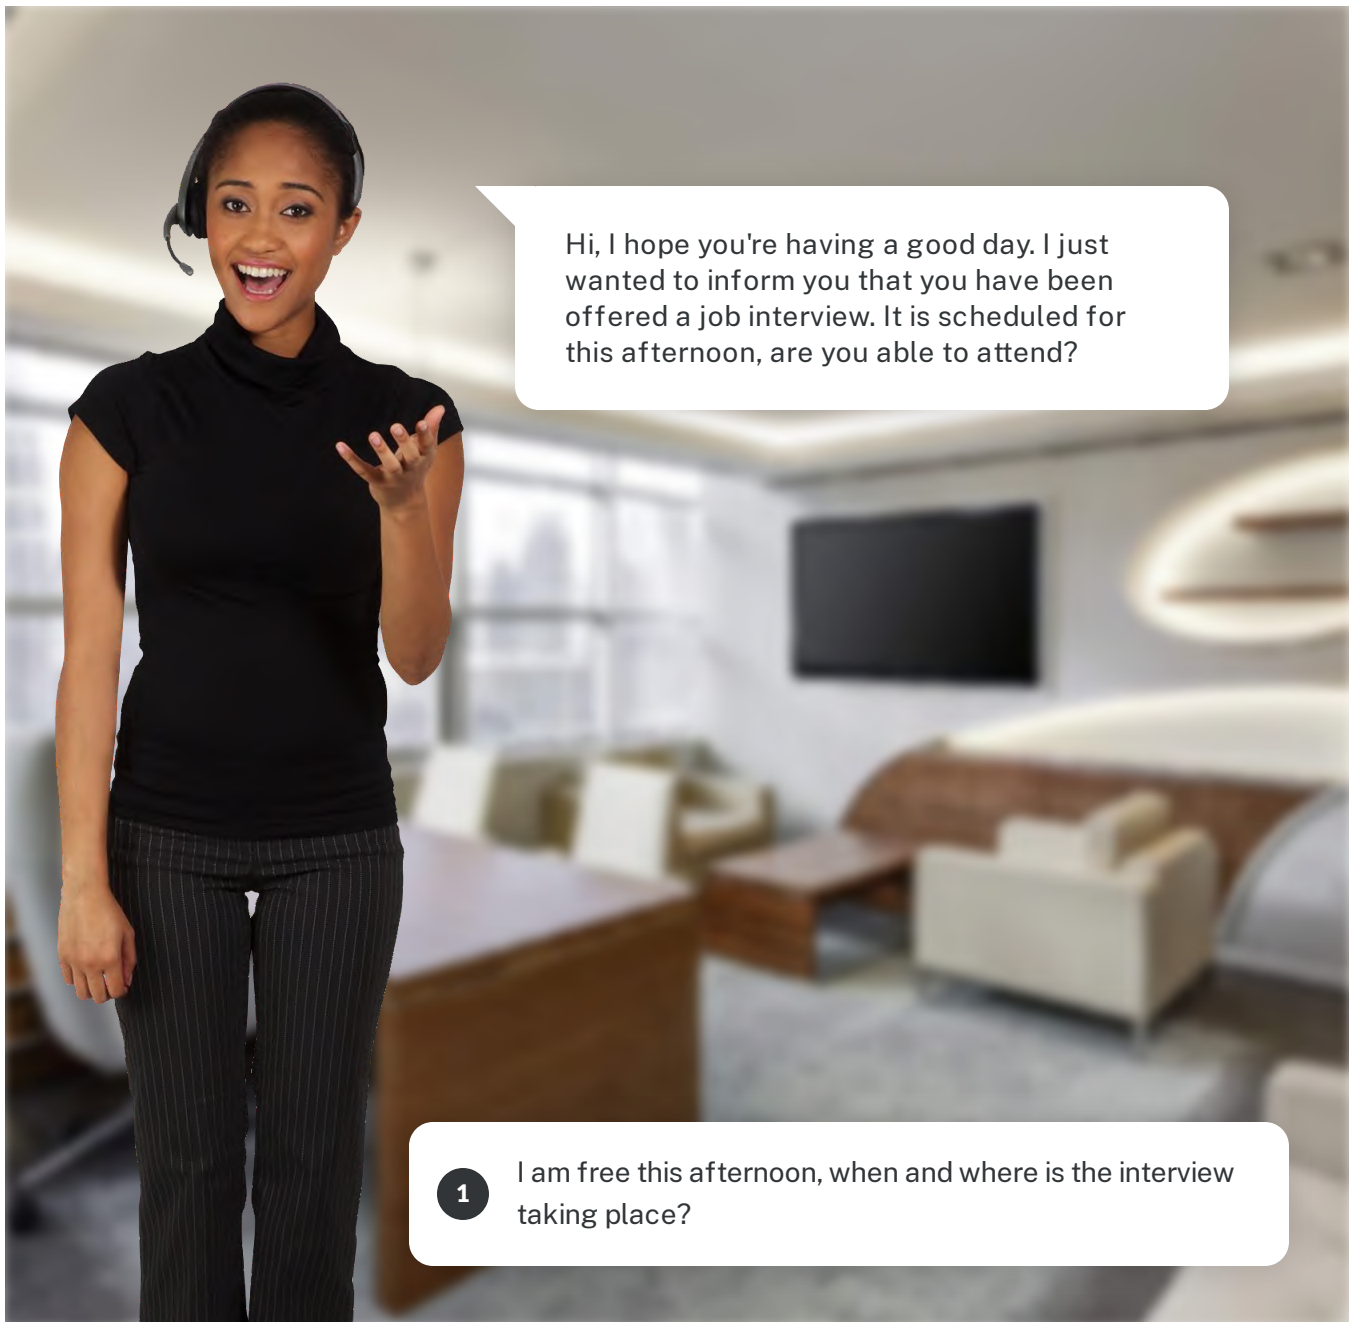 Hi, I hope you're having a good day. I just
wanted to inform you that you have been
offered a job interview. It is scheduled for
this afternoon, are you able to attend?
1
I am free this afternoon, when and where is the interview
taking place?